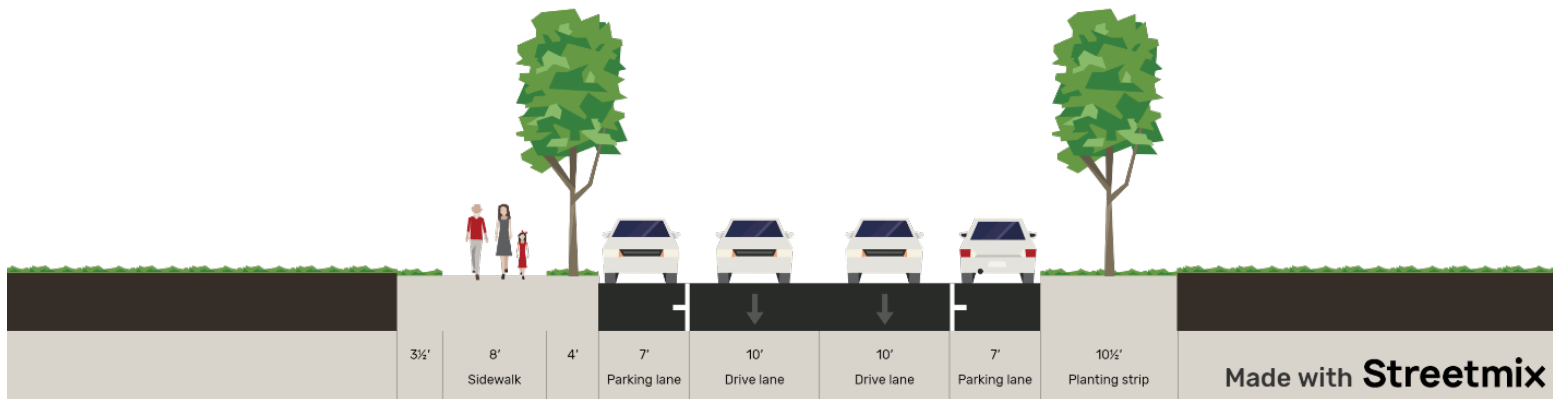 3½’
8’
Sidewalk
4’
7’
Parking lane
10’
Drive lane
10’
Drive lane
7’
Parking lane
10½’
Planting strip
Made with Streetmix